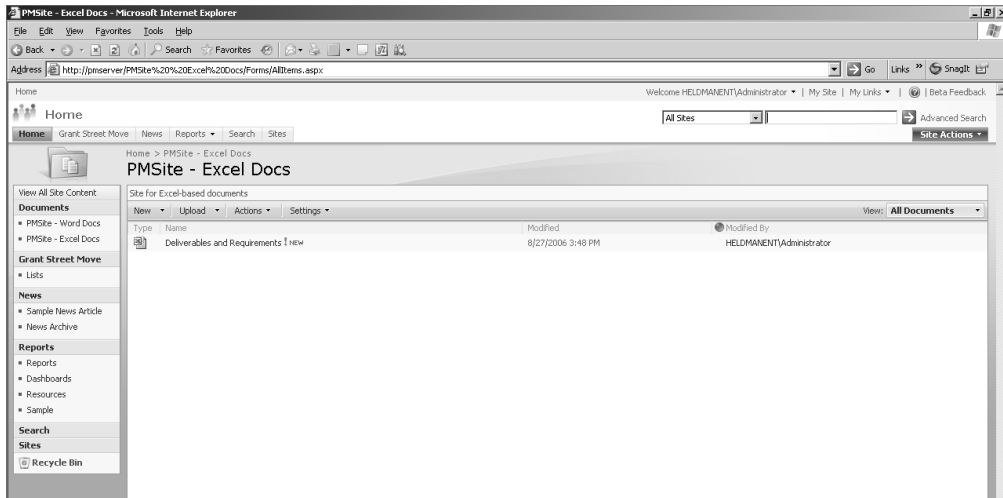 PMSite - Excel Docs - Microsoft Internet Explorer
File Edit View Favorites Tools Help
Back Search Favorites
Address http://pmserver/PMSite%20-%20Excel%20Docs/Forms/AllItems.aspx Go Links » SnagIt
Home Welcome HELDMANENT\Administrator | My Site | My Links | Beta Feedback
Home All Sites Advanced Search
Home Grant Street Move News Reports Search Sites Site Actions
Home > PMSite - Excel Docs
PMSite - Excel Docs
View All Site Content Site for Excel-based documents
Documents
PMSite - Word Docs
PMSite - Excel Docs
Grant Street Move
Lists
News
Sample News Article
News Archive
Reports
Reports
Dashboards
Resources
Sample
Search
Sites
Recycle Bin
New Upload Actions Settings View: All Documents
Type Name Modified Modified By
Deliverables and Requirements ! NEW 8/27/2006 3:48 PM HELDMANENT\Administrator